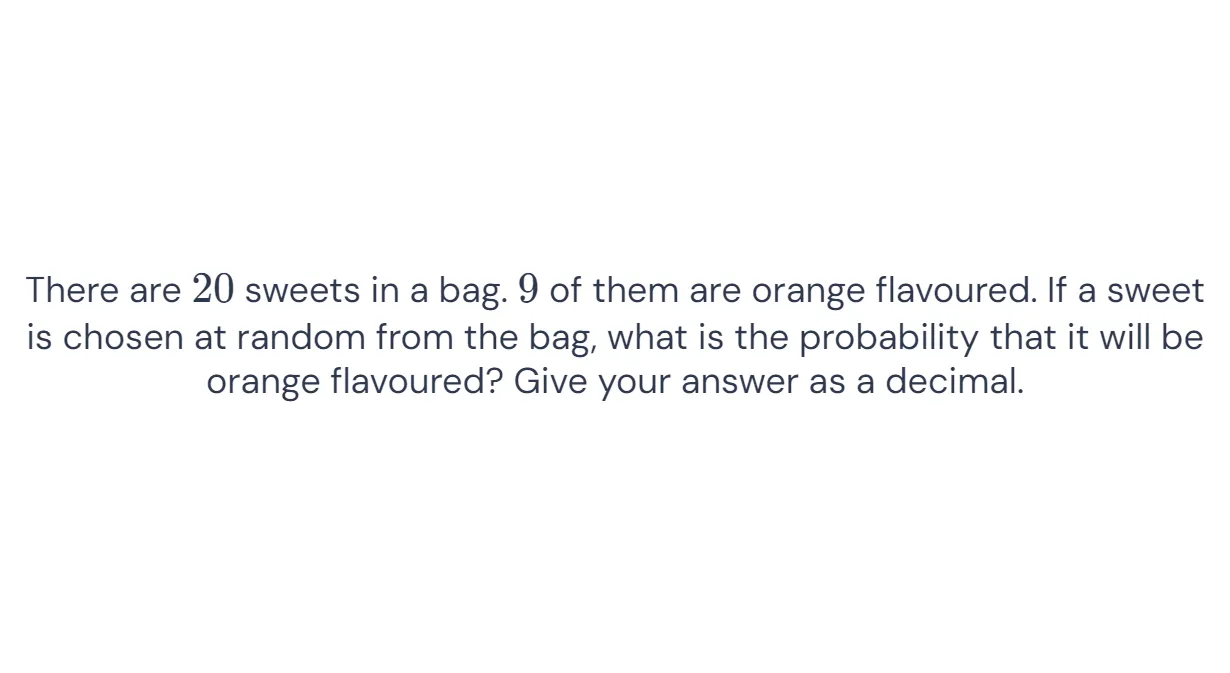 There are 20 sweets in a bag. 9 of them are orange flavoured. If a sweet
is chosen at random from the bag, what is the probability that it will be
orange flavoured? Give your answer as a decimal.